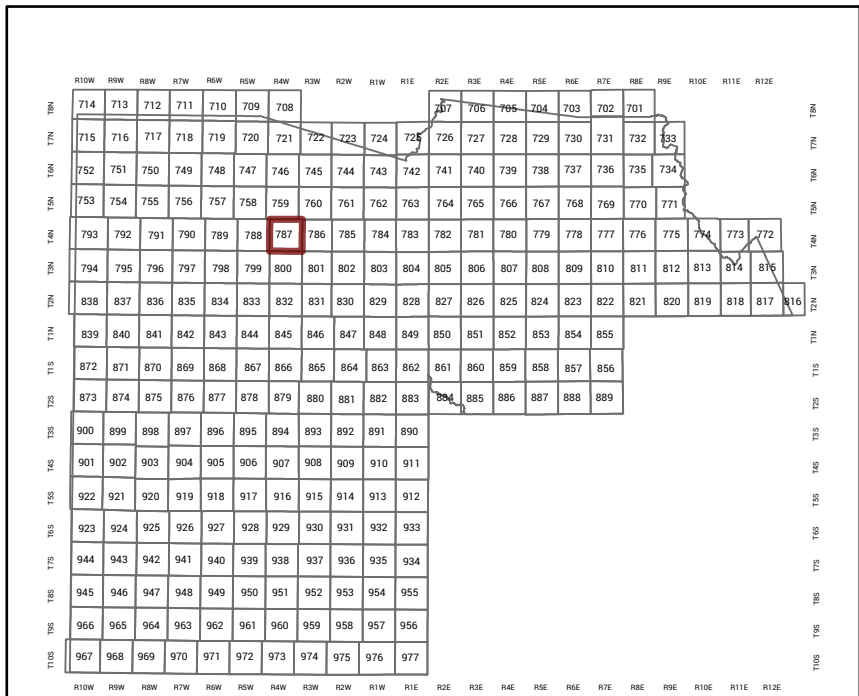 R10W R9W R8W R7W R6W R5W R4W R3W R2W R1W R1E R2E R3E R4E R5E R6E R7E R8E R9E R10E R11E R12E
T8N 714 713 712 711 710 709 708 707 706 705 704 703 702 701 T8N
T7N 715 716 717 718 719 720 721 722 723 724 725 726 727 728 729 730 731 732 733 T7N
T6N 752 751 750 749 748 747 746 745 744 743 742 741 740 739 738 737 736 735 734 T6N
T5N 753 754 755 756 757 758 759 760 761 762 763 764 765 766 767 768 769 770 771 T5N
T4N 793 792 791 790 789 788 787 786 785 784 783 782 781 780 779 778 777 776 775 774 773 772 T4N
T3N 794 795 796 797 798 799 800 801 802 803 804 805 806 807 808 809 810 811 812 813 814 815 T3N
T2N 838 837 836 835 834 833 832 831 830 829 828 827 826 825 824 823 822 821 820 819 818 817 816 T2N
T1N 839 840 841 842 843 844 845 846 847 848 849 850 851 852 853 854 855 T1N
T1S 872 871 870 869 868 867 866 865 864 863 862 861 860 859 858 857 856 T1S
T2S 873 874 875 876 877 878 879 880 881 882 883 884 885 886 887 888 889 T2S
T3S 900 899 898 897 896 895 894 893 892 891 890 T3S
T4S 901 902 903 904 905 906 907 908 909 910 911 T4S
T5S 922 921 920 919 918 917 916 915 914 913 912 T5S
T6S 923 924 925 926 927 928 929 930 931 932 933 T6S
T7S 944 943 942 941 940 939 938 937 936 935 934 T7S
T8S 945 946 947 948 949 950 951 952 953 954 955 T8S
T9S 966 965 964 963 962 961 960 959 958 957 956 T9S
T10S 967 968 969 970 971 972 973 974 975 976 977 T10S
R10W R9W R8W R7W R6W R5W R4W R3W R2W R1W R1E R2E R3E R4E R5E R6E R7E R8E R9E R10E R11E R12E